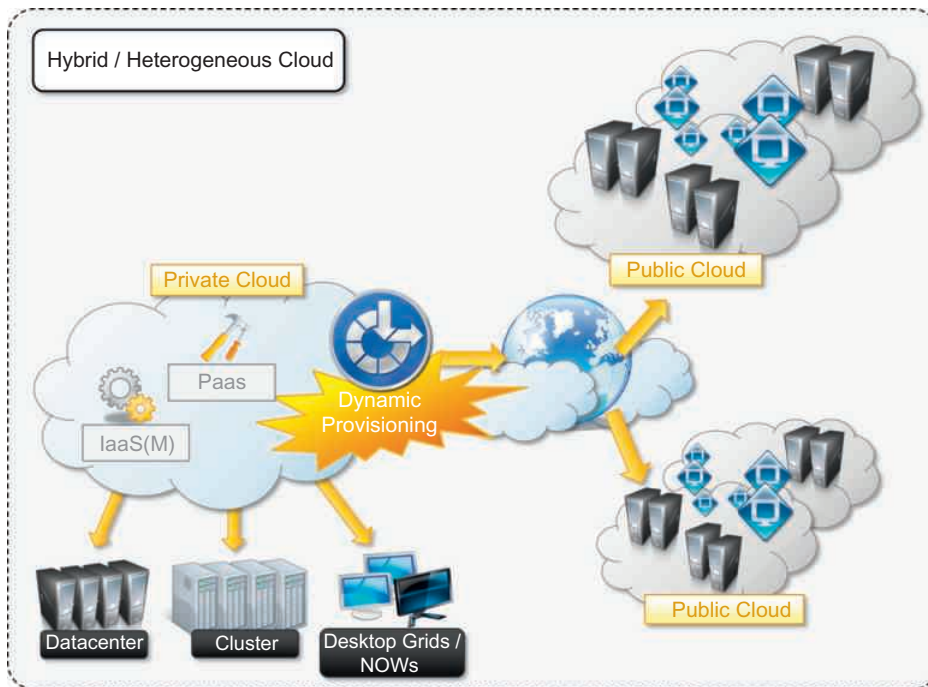 Hybrid / Heterogeneous Cloud
Public Cloud
Private Cloud
Paas
IaaS(M)
Dynamic
Provisioning
Public Cloud
Datacenter
Cluster
Desktop Grids /
NOWs